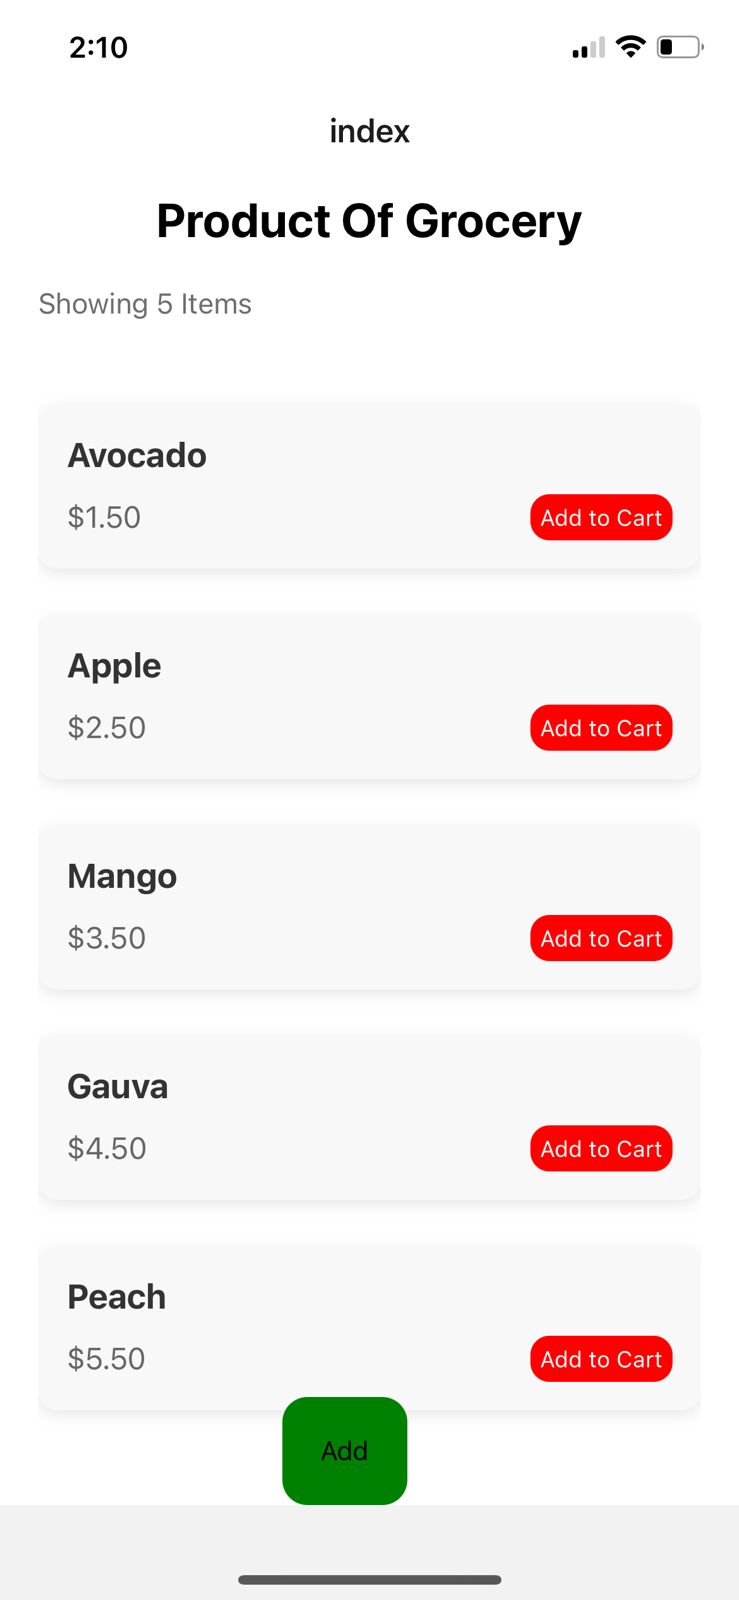 2:10
index
Product Of Grocery
Showing 5 Items
Avocado
$1.50
Add to Cart
Apple
$2.50
Add to Cart
Mango
$3.50
Add to Cart
Gauva
$4.50
Add to Cart
Peach
$5.50
Add to Cart
Add